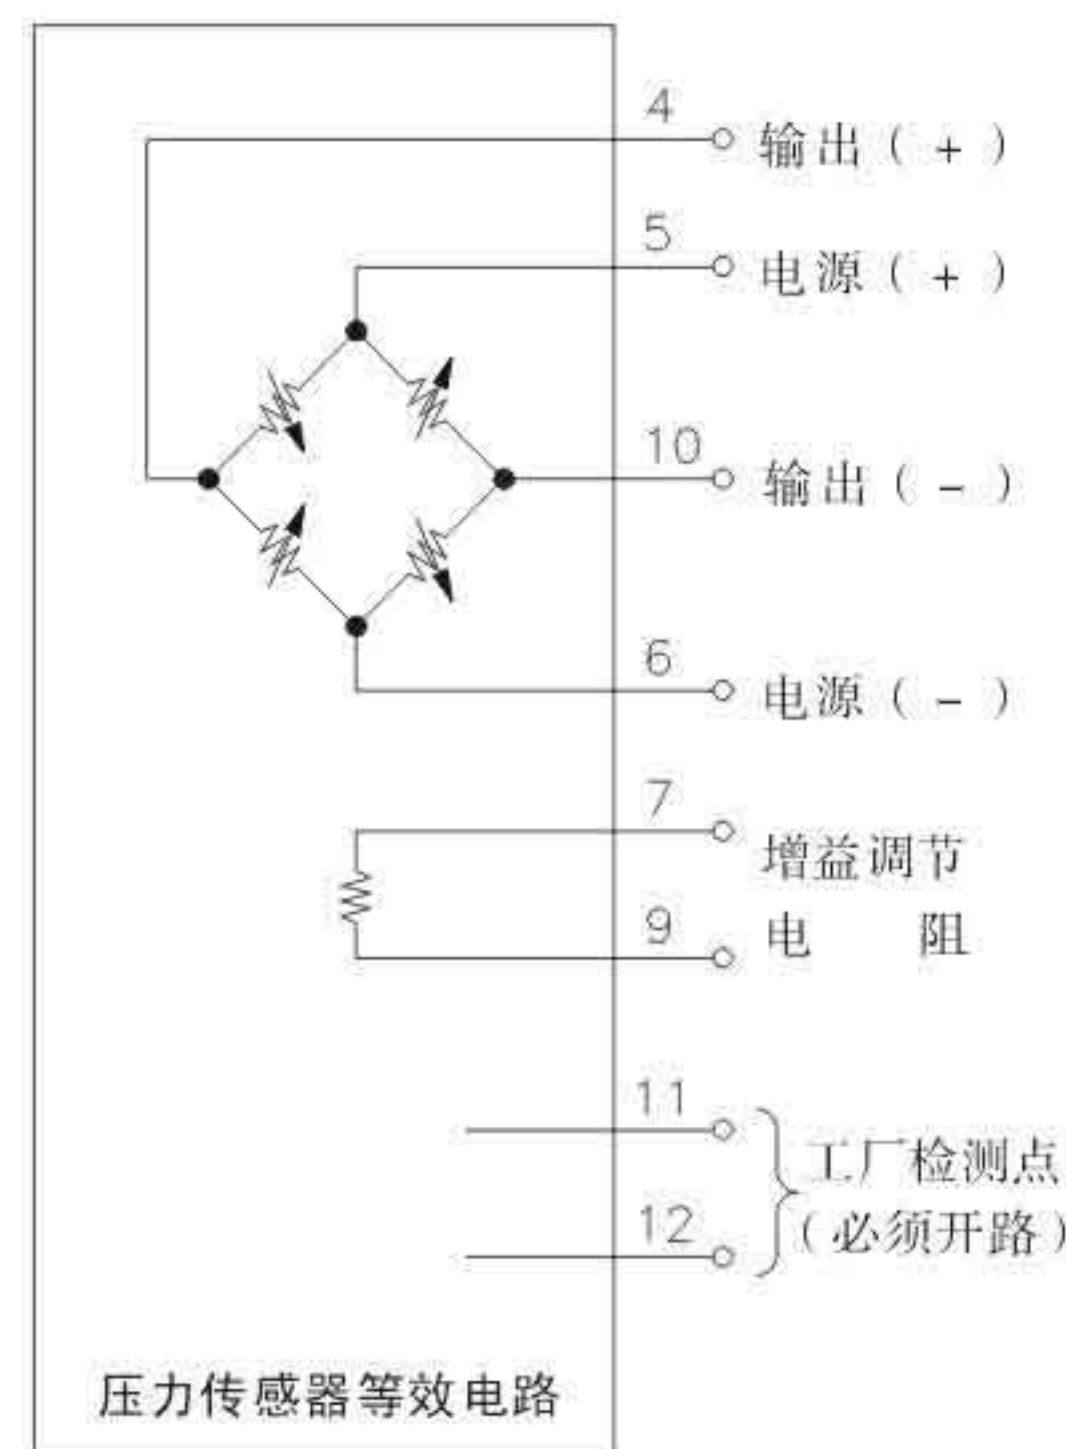 4 输出（+）
5 电源（+）
10 输出（-）
6 电源（-）
7 增益调节
9 电 阻
11 工厂检测点
12 （必须开路）
压力传感器等效电路